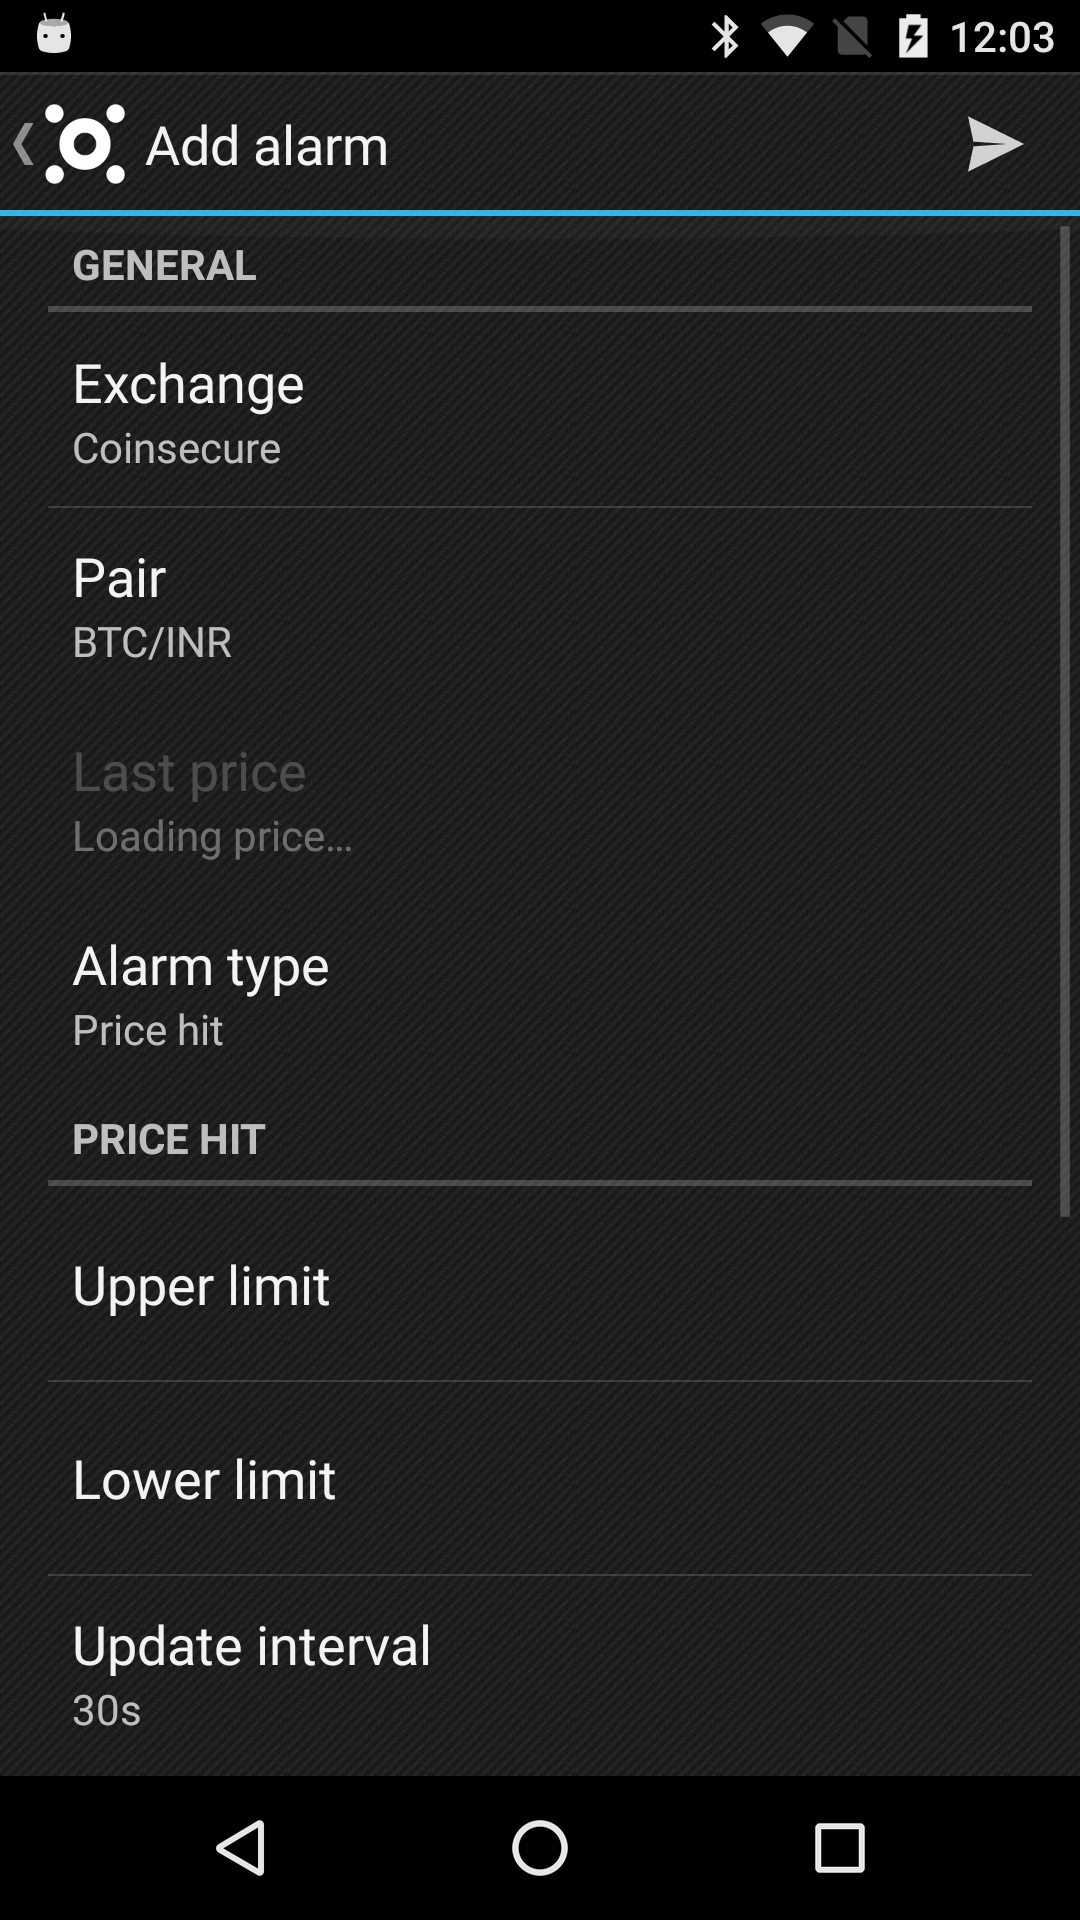 12:03
Add alarm
GENERAL
Exchange
Coinsecure
Pair
BTC/INR
Last price
Loading price...
Alarm type
Price hit
PRICE HIT
Upper limit
Lower limit
Update interval
30s